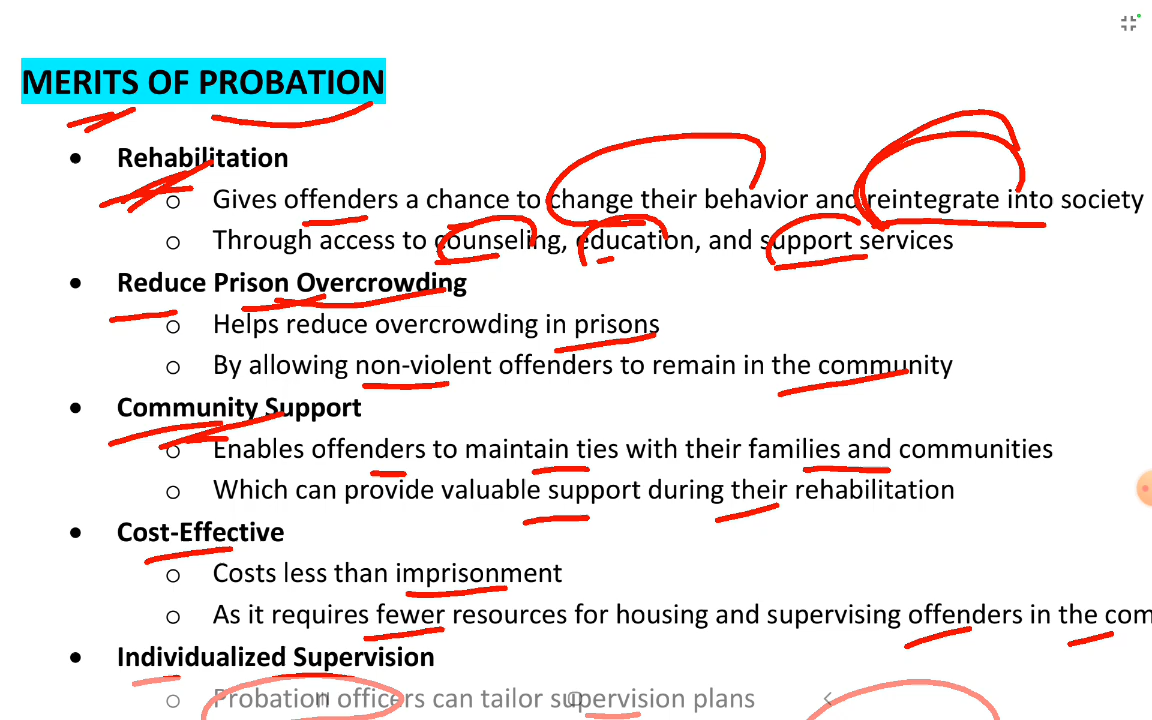 MERITS OF PROBATION
• Rehabilitation
o Gives offenders a chance to change their behavior and reintegrate into society
o Through access to counseling, education, and support services
• Reduce Prison Overcrowding
o Helps reduce overcrowding in prisons
o By allowing non-violent offenders to remain in the community
• Community Support
o Enables offenders to maintain ties with their families and communities
o Which can provide valuable support during their rehabilitation
• Cost-Effective
o Costs less than imprisonment
o As it requires fewer resources for housing and supervising offenders in the com
• Individualized Supervision
o Probation officers can tailor supervision plans